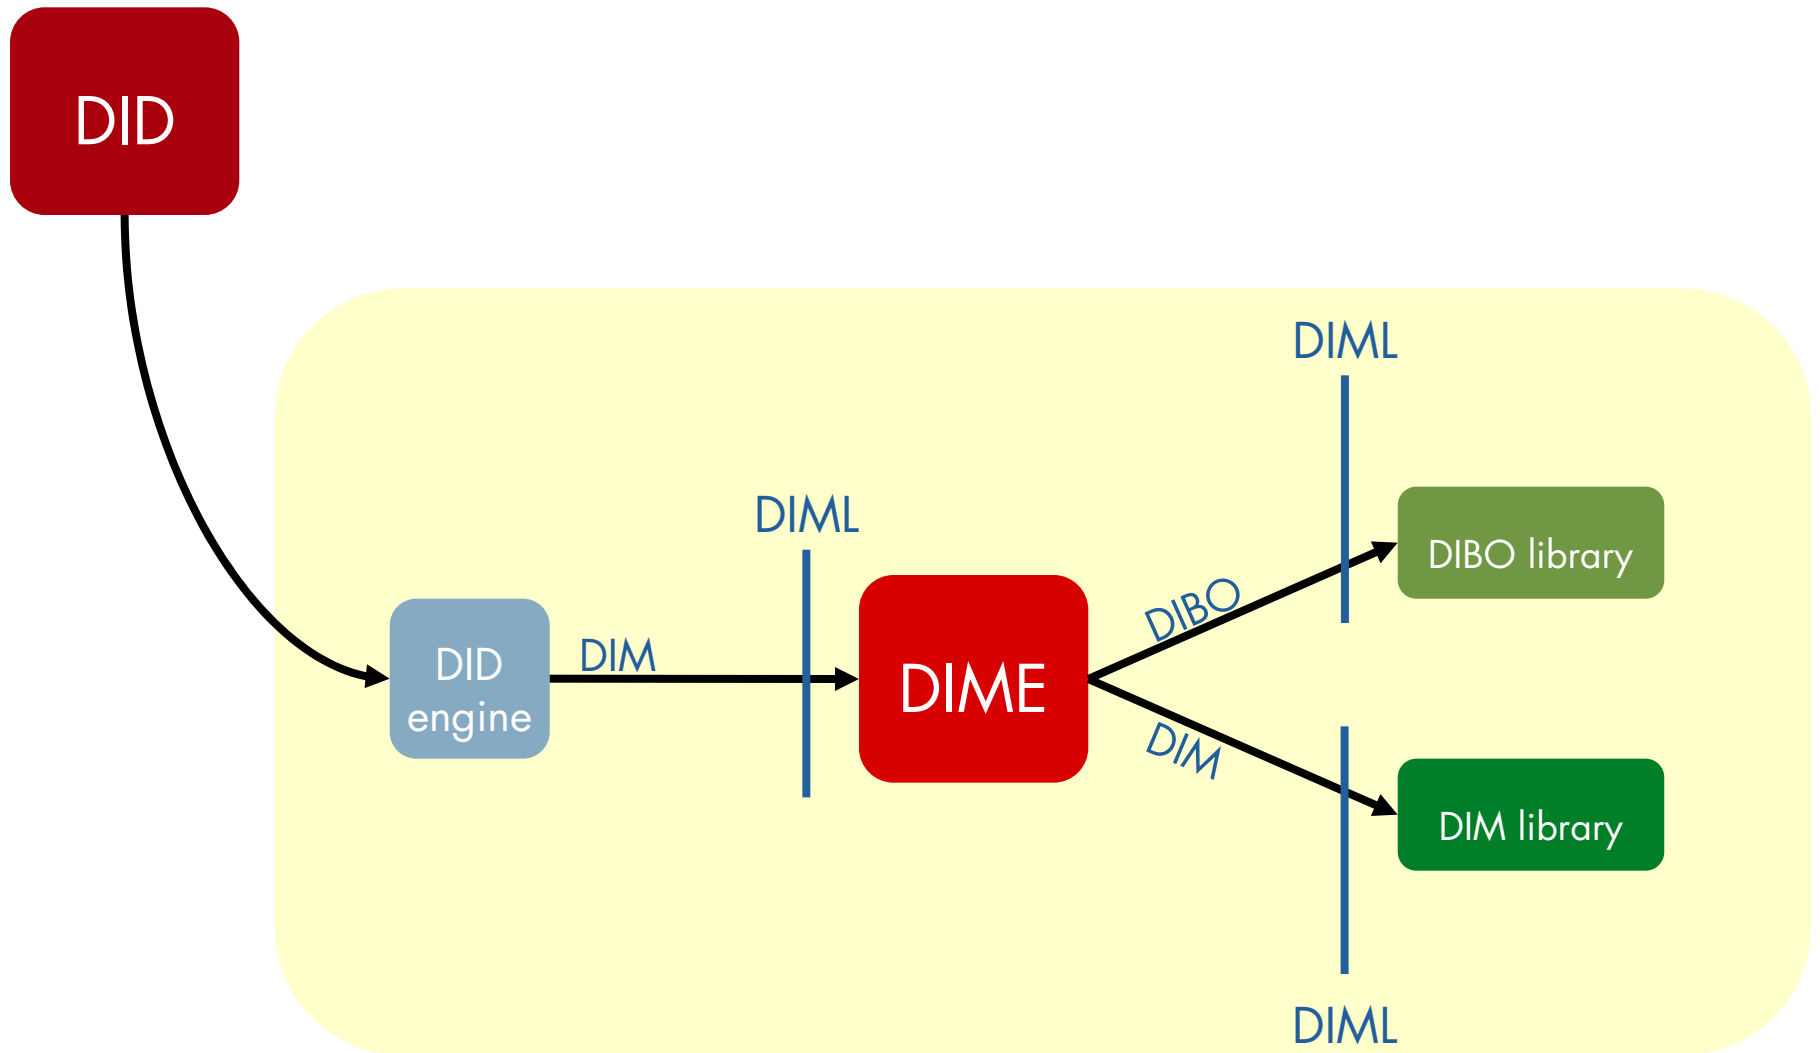 DID
DIML
DIML
DIBO library
DIBO
DID
engine
DIM
DIME
DIM
DIM library
DIML